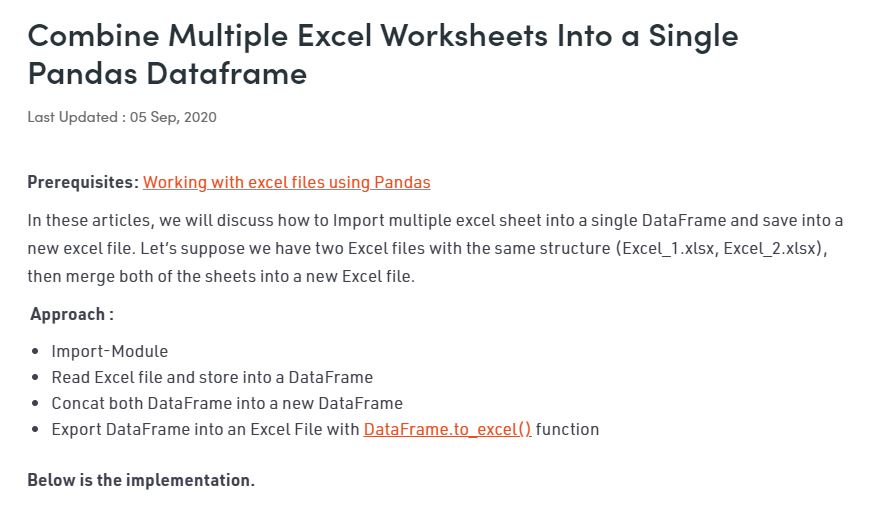 Combine Multiple Excel Worksheets Into a Single
Pandas Dataframe
Last Updated : 05 Sep, 2020
Prerequisites: Working with excel files using Pandas
In these articles, we will discuss how to Import multiple excel sheet into a single DataFrame and save into a
new excel file. Let’s suppose we have two Excel files with the same structure (Excel_1.xlsx, Excel_2.xlsx),
then merge both of the sheets into a new Excel file.
Approach :
• Import-Module
• Read Excel file and store into a DataFrame
• Concat both DataFrame into a new DataFrame
• Export DataFrame into an Excel File with DataFrame.to_excel() function
Below is the implementation.